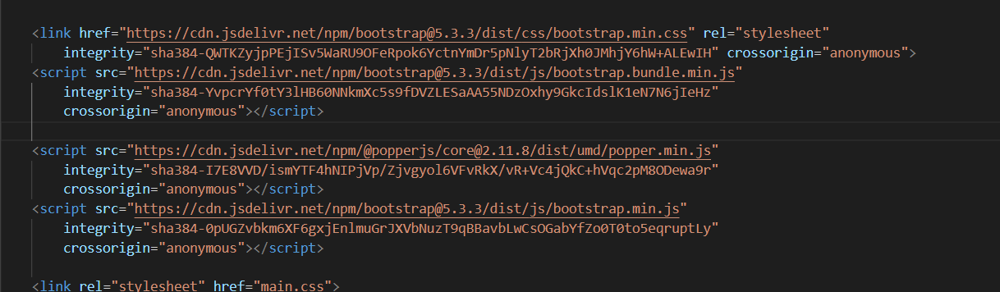 <link href="https://cdn.jsdelivr.net/npm/bootstrap@5.3.3/dist/css/bootstrap.min.css" rel="stylesheet"
integrity="sha384-QWTKZyjpPEjISv5WaRU9OFeRpok6YctnYmDr5pNlyT2bRjXh0JMhjY6hW+ALEwIH" crossorigin="anonymous">
<script src="https://cdn.jsdelivr.net/npm/bootstrap@5.3.3/dist/js/bootstrap.bundle.min.js"
integrity="sha384-YvpcrYf0tY3lHB60NNkmXc5s9fDVZLESaAA55NDzOxhy9GkcIdslK1eN7N6jIeHz"
crossorigin="anonymous"></script>
<script src="https://cdn.jsdelivr.net/npm/@popperjs/core@2.11.8/dist/umd/popper.min.js"
integrity="sha384-I7E8VVD/ismYTF4hNIPjVp/Zjvgyol6VFvRkX/vR+Vc4jQkC+hVqc2pM8ODewa9r"
crossorigin="anonymous"></script>
<script src="https://cdn.jsdelivr.net/npm/bootstrap@5.3.3/dist/js/bootstrap.min.js"
integrity="sha384-0pUGZvbkm6XF6gxjEnlmuGrJXVbNuzT9qBBavbLwCsOGabYfZo0T0to5eqruptLy"
crossorigin="anonymous"></script>
<link rel="stylesheet" href="main.css">